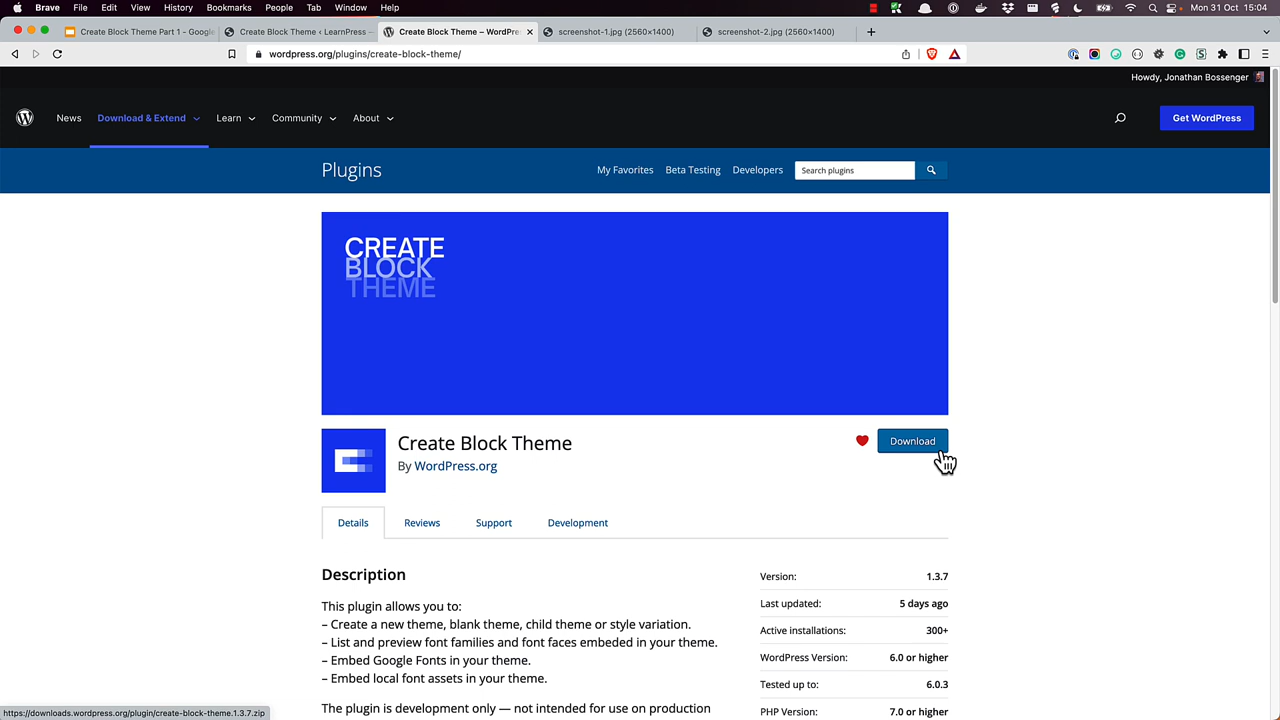 Brave File Edit View History Bookmarks People Tab Window Help Mon 31 Oct 15:04
Create Block Theme Part 1 - Google Create Block Theme ‹ LearnPress – Create Block Theme – WordPre screenshot-1.jpg (2560×1400) screenshot-2.jpg (2560×1400)
wordpress.org/plugins/create-block-theme/
Howdy, Jonathan Bossenger
News Download & Extend Learn Community About Get WordPress
Plugins My Favorites Beta Testing Developers Search plugins
CREATE
BLOCK
THEME
Create Block Theme Download
By WordPress.org
Details Reviews Support Development
Description
This plugin allows you to:
– Create a new theme, blank theme, child theme or style variation.
– List and preview font families and font faces embeded in your theme.
– Embed Google Fonts in your theme.
– Embed local font assets in your theme.
The plugin is development only — not intended for use on production
Version: 1.3.7
Last updated: 5 days ago
Active installations: 300+
WordPress Version: 6.0 or higher
Tested up to: 6.0.3
PHP Version: 7.0 or higher
https://downloads.wordpress.org/plugin/create-block-theme.1.3.7.zip